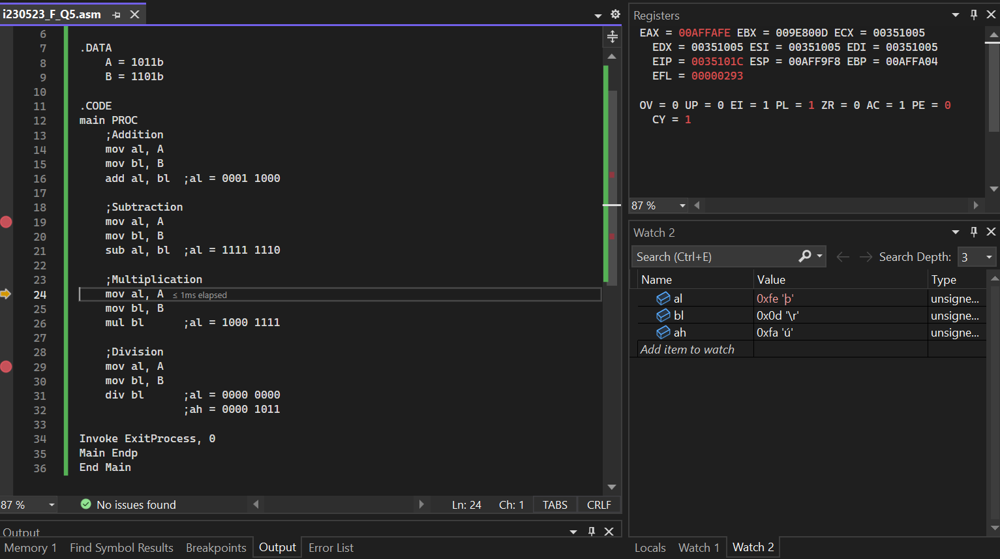 i230523_F_Q5.asm
6
7 .DATA
8 A = 1011b
9 B = 1101b
10
11 .CODE
12 main PROC
13 ;Addition
14 mov al, A
15 mov bl, B
16 add al, bl ;al = 0001 1000
17
18 ;Subtraction
19 mov al, A
20 mov bl, B
21 sub al, bl ;al = 1111 1110
22
23 ;Multiplication
24 mov al, A ≤ 1ms elapsed
25 mov bl, B
26 mul bl ;al = 1000 1111
27
28 ;Division
29 mov al, A
30 mov bl, B
31 div bl ;al = 0000 0000
32 ;ah = 0000 1011
33
34 Invoke ExitProcess, 0
35 Main Endp
36 End Main
87 % No issues found Ln: 24 Ch: 1 TABS CRLF
Output
Memory 1 Find Symbol Results Breakpoints Output Error List
Registers
EAX = 00AFFAFE EBX = 009E800D ECX = 00351005
EDX = 00351005 ESI = 00351005 EDI = 00351005
EIP = 0035101C ESP = 00AFF9F8 EBP = 00AFFA04
EFL = 00000293
OV = 0 UP = 0 EI = 1 PL = 1 ZR = 0 AC = 1 PE = 0
CY = 1
87 %
Watch 2
Search (Ctrl+E) Search Depth: 3
Name Value Type
al 0xfe 'þ' unsigne...
bl 0x0d '\r' unsigne...
ah 0xfa 'ú' unsigne...
Add item to watch
Locals Watch 1 Watch 2